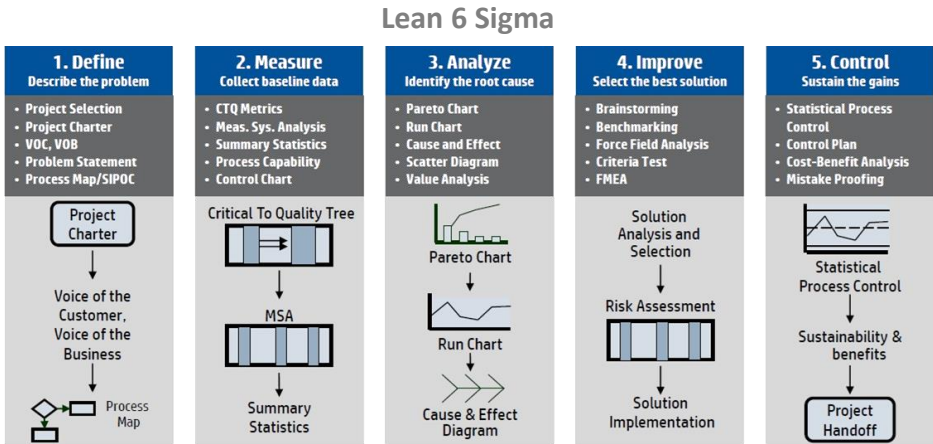 Lean 6 Sigma
1. Define
Describe the problem
• Project Selection
• Project Charter
• VOC, VOB
• Problem Statement
• Process Map/SIPOC
Project
Charter
Voice of the
Customer,
Voice of the
Business
Process
Map
2. Measure
Collect baseline data
• CTQ Metrics
• Meas. Sys. Analysis
• Summary Statistics
• Process Capability
• Control Chart
Critical To Quality Tree
MSA
Summary
Statistics
3. Analyze
Identify the root cause
• Pareto Chart
• Run Chart
• Cause and Effect
• Scatter Diagram
• Value Analysis
Pareto Chart
Run Chart
Cause & Effect
Diagram
4. Improve
Select the best solution
• Brainstorming
• Benchmarking
• Force Field Analysis
• Criteria Test
• FMEA
Solution
Analysis and
Selection
Risk Assessment
Solution
Implementation
5. Control
Sustain the gains
• Statistical Process
Control
• Control Plan
• Cost-Benefit Analysis
• Mistake Proofing
Statistical
Process Control
Sustainability &
benefits
Project
Handoff